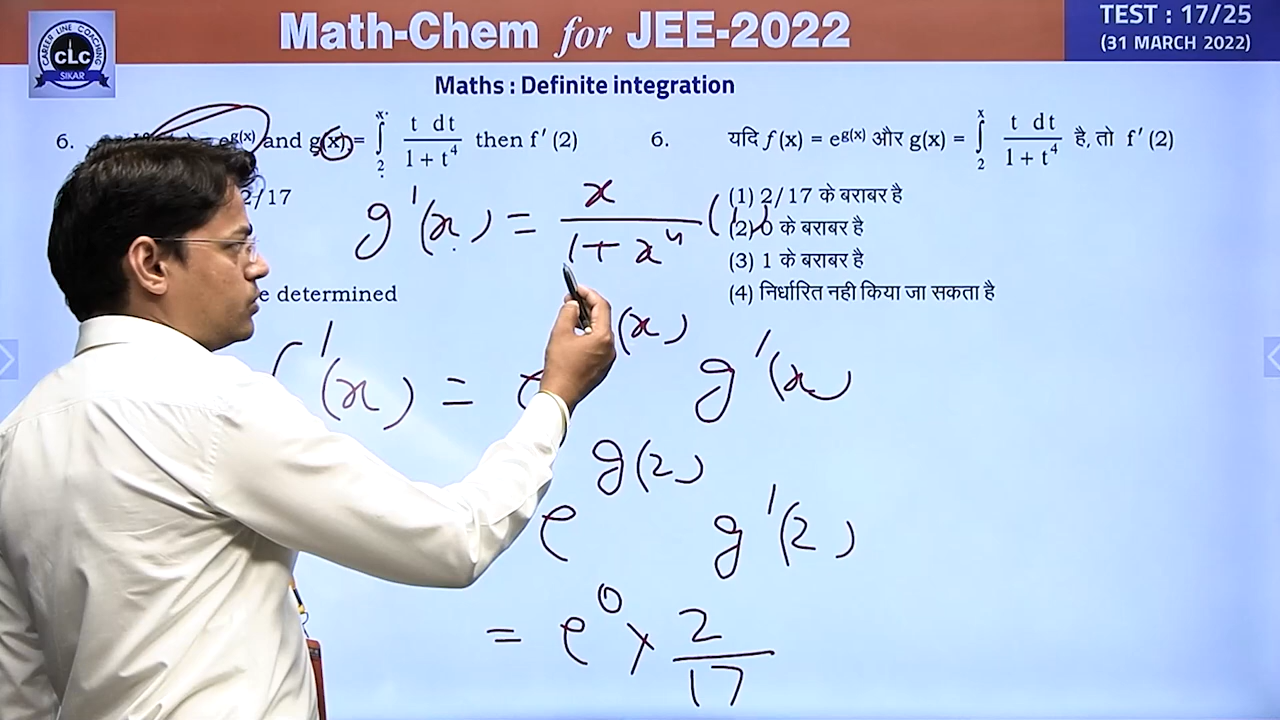 Math-Chem for JEE-2022
TEST : 17/25
(31 MARCH 2022)
CAREER LINE COACHING
CLC
SIKAR
Maths : Definite integration
6. = e^g(x) and g(x) = ∫₂ˣ t dt / 1 + t⁴ then f′ (2)
2/17
e determined
6. यदि f (x) = e^g(x) और g(x) = ∫₂ˣ t dt / 1 + t⁴ है, तो f′ (2)
(1) 2/17 के बराबर है
(2) 0 के बराबर है
(3) 1 के बराबर है
(4) निर्धारित नही किया जा सकता है
g′(x) = x / 1 + x⁴ (1)
f′(x) = e (x) g′(x)
e^g(2) g′(2)
= e⁰ × 2/17